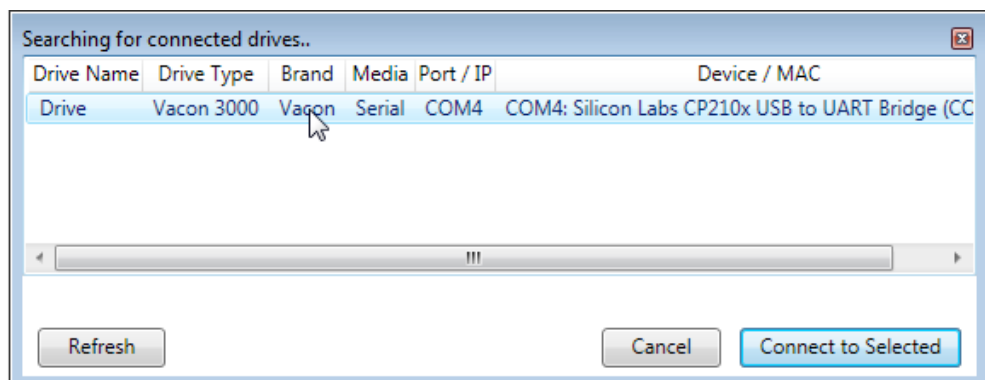 Searching for connected drives..
Drive Name Drive Type Brand Media Port / IP Device / MAC
Drive Vacon 3000 Vacon Serial COM4 COM4: Silicon Labs CP210x USB to UART Bridge (CC
Refresh Cancel Connect to Selected